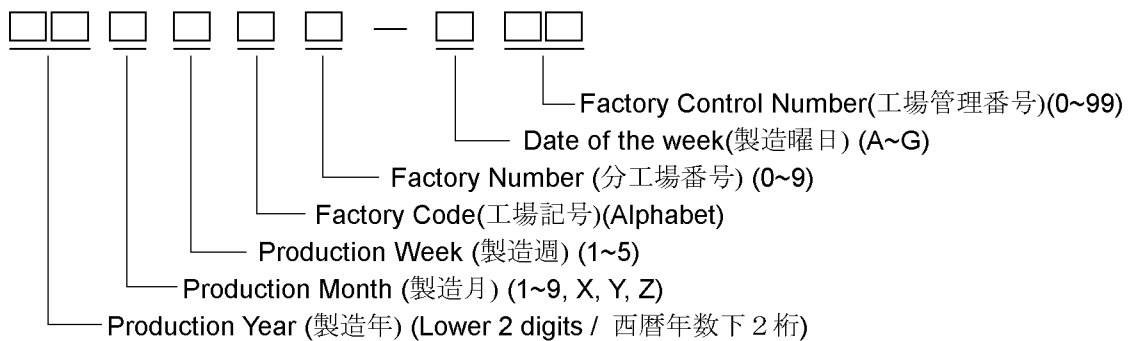 Factory Control Number(工場管理番号)(0~99)
Date of the week(製造曜日) (A~G)
Factory Number (分工場番号) (0~9)
Factory Code(工場記号)(Alphabet)
Production Week (製造週) (1~5)
Production Month (製造月) (1~9, X, Y, Z)
Production Year (製造年) (Lower 2 digits / 西暦年数下２桁)